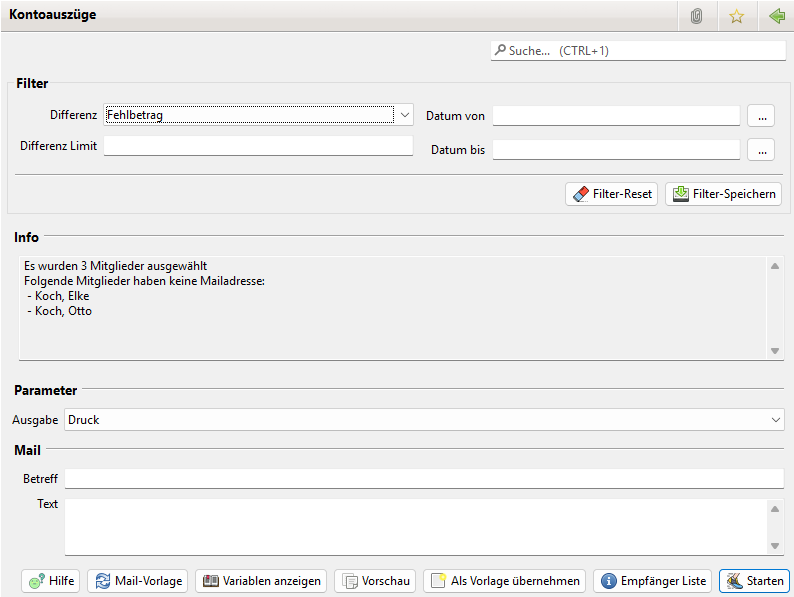 Kontoauszüge
Suche... (CTRL+1)
Filter
Differenz Fehlbetrag Datum von ...
Differenz Limit Datum bis ...
Filter-Reset Filter-Speichern
Info
Es wurden 3 Mitglieder ausgewählt
Folgende Mitglieder haben keine Mailadresse:
- Koch, Elke
- Koch, Otto
Parameter
Ausgabe Druck
Mail
Betreff
Text
Hilfe Mail-Vorlage Variablen anzeigen Vorschau Als Vorlage übernehmen Empfänger Liste Starten